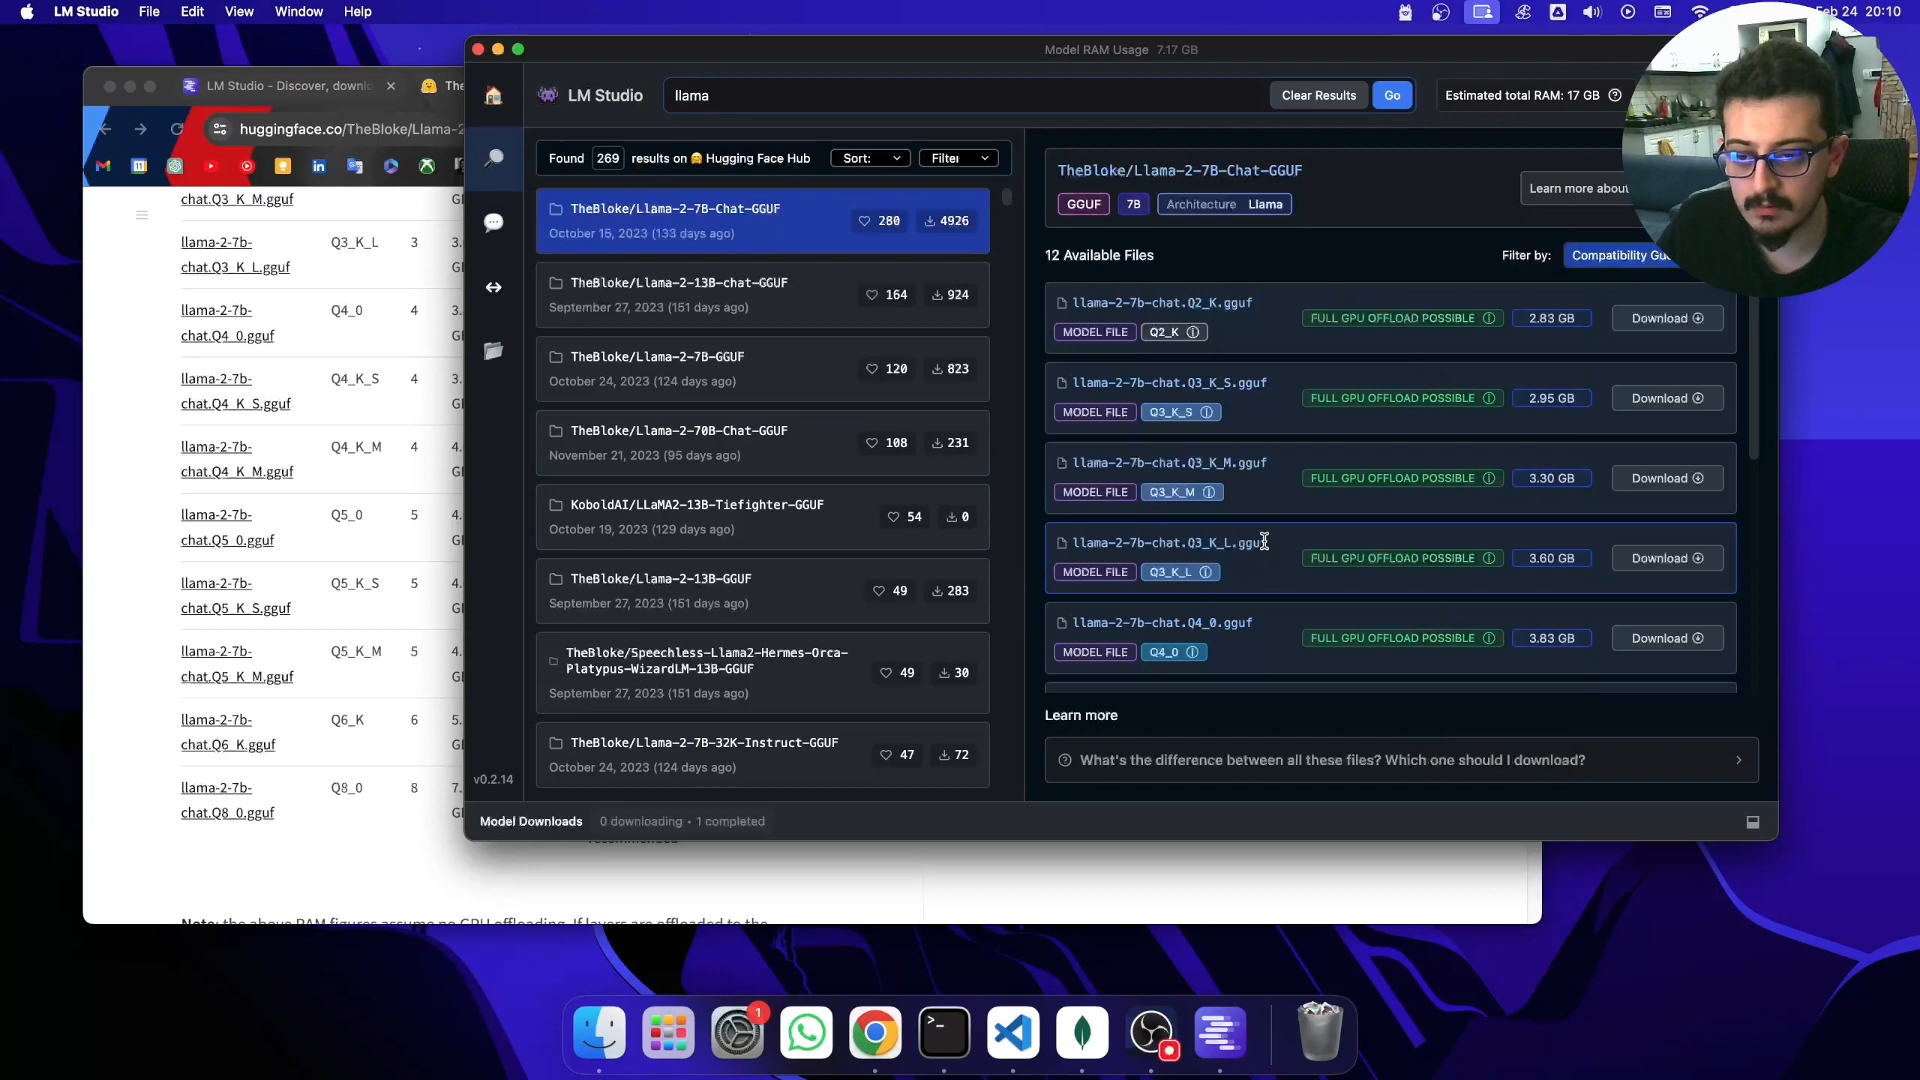 LM Studio File Edit View Window Help
Feb 24 20:10
LM Studio - Discover, downlo
huggingface.co/TheBloke/Llama-2
chat.Q3_K_M.gguf
llama-2-7b-
chat.Q3_K_L.gguf
Q3_K_L 3 3.
llama-2-7b-
chat.Q4_0.gguf
Q4_0 4 3.
llama-2-7b-
chat.Q4_K_S.gguf
Q4_K_S 4 3.
llama-2-7b-
chat.Q4_K_M.gguf
Q4_K_M 4 4.
llama-2-7b-
chat.Q5_0.gguf
Q5_0 5 4.
llama-2-7b-
chat.Q5_K_S.gguf
Q5_K_S 5 4.
llama-2-7b-
chat.Q5_K_M.gguf
Q5_K_M 5 4.
llama-2-7b-
chat.Q6_K.gguf
Q6_K 6 5.
llama-2-7b-
chat.Q8_0.gguf
Q8_0 8 7.
Model RAM Usage 7.17 GB
LM Studio
llama
Clear Results
Go
Estimated total RAM: 17 GB
Found 269 results on Hugging Face Hub
Sort:
Filter
TheBloke/Llama-2-7B-Chat-GGUF
October 15, 2023 (133 days ago)
280 4926
TheBloke/Llama-2-13B-chat-GGUF
September 27, 2023 (151 days ago)
164 924
TheBloke/Llama-2-7B-GGUF
October 24, 2023 (124 days ago)
120 823
TheBloke/Llama-2-70B-Chat-GGUF
November 21, 2023 (95 days ago)
108 231
KoboldAI/LLaMA2-13B-Tiefighter-GGUF
October 19, 2023 (129 days ago)
54 0
TheBloke/Llama-2-13B-GGUF
September 27, 2023 (151 days ago)
49 283
TheBloke/Speechless-Llama2-Hermes-Orca-
Platypus-WizardLM-13B-GGUF
September 27, 2023 (151 days ago)
49 30
TheBloke/Llama-2-7B-32K-Instruct-GGUF
October 24, 2023 (124 days ago)
47 72
v0.2.14
TheBloke/Llama-2-7B-Chat-GGUF
GGUF 7B Architecture Llama
Learn more about
12 Available Files
Filter by:
Compatibility Gu
llama-2-7b-chat.Q2_K.gguf
MODEL FILE Q2_K
FULL GPU OFFLOAD POSSIBLE 2.83 GB Download
llama-2-7b-chat.Q3_K_S.gguf
MODEL FILE Q3_K_S
FULL GPU OFFLOAD POSSIBLE 2.95 GB Download
llama-2-7b-chat.Q3_K_M.gguf
MODEL FILE Q3_K_M
FULL GPU OFFLOAD POSSIBLE 3.30 GB Download
llama-2-7b-chat.Q3_K_L.gguf
MODEL FILE Q3_K_L
FULL GPU OFFLOAD POSSIBLE 3.60 GB Download
llama-2-7b-chat.Q4_0.gguf
MODEL FILE Q4_0
FULL GPU OFFLOAD POSSIBLE 3.83 GB Download
Learn more
What's the difference between all these files? Which one should I download?
Model Downloads 0 downloading • 1 completed
1